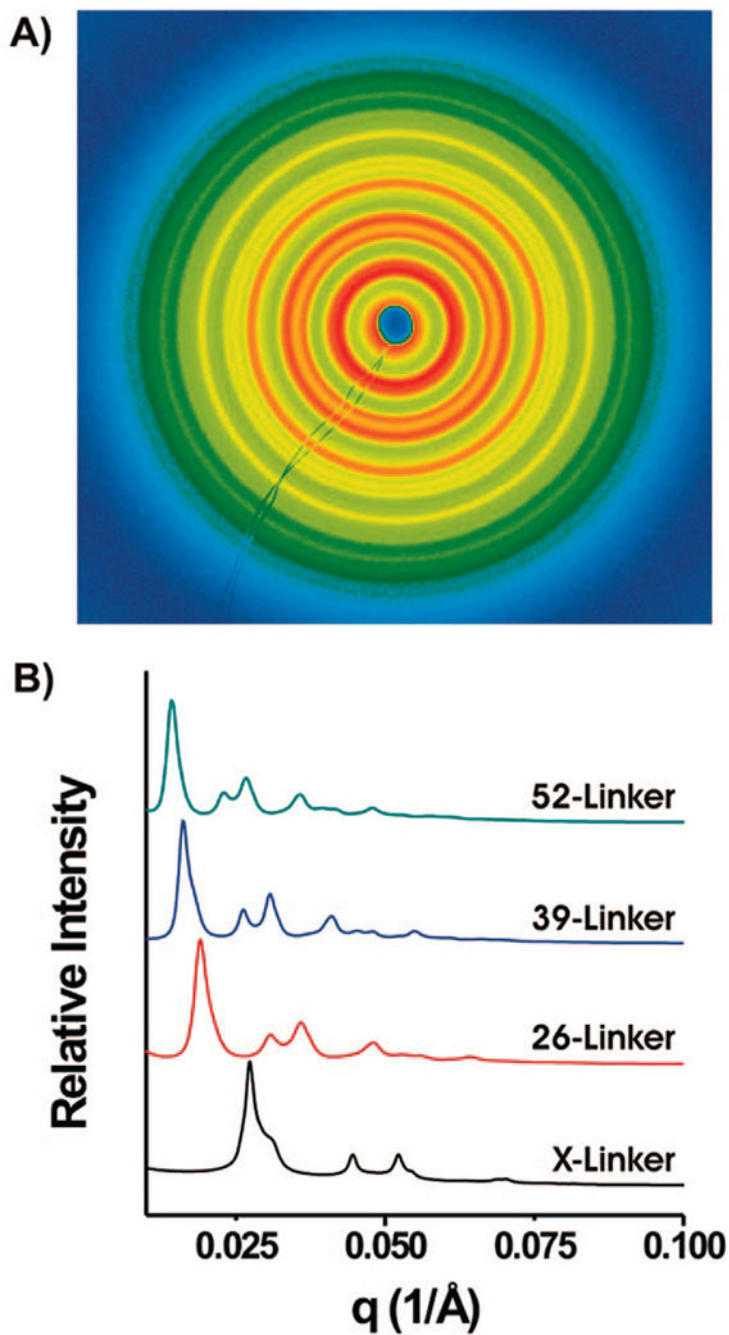 A)
B)
Relative Intensity
52-Linker
39-Linker
26-Linker
X-Linker
0.025 0.050 0.075 0.100
q (1/Å)